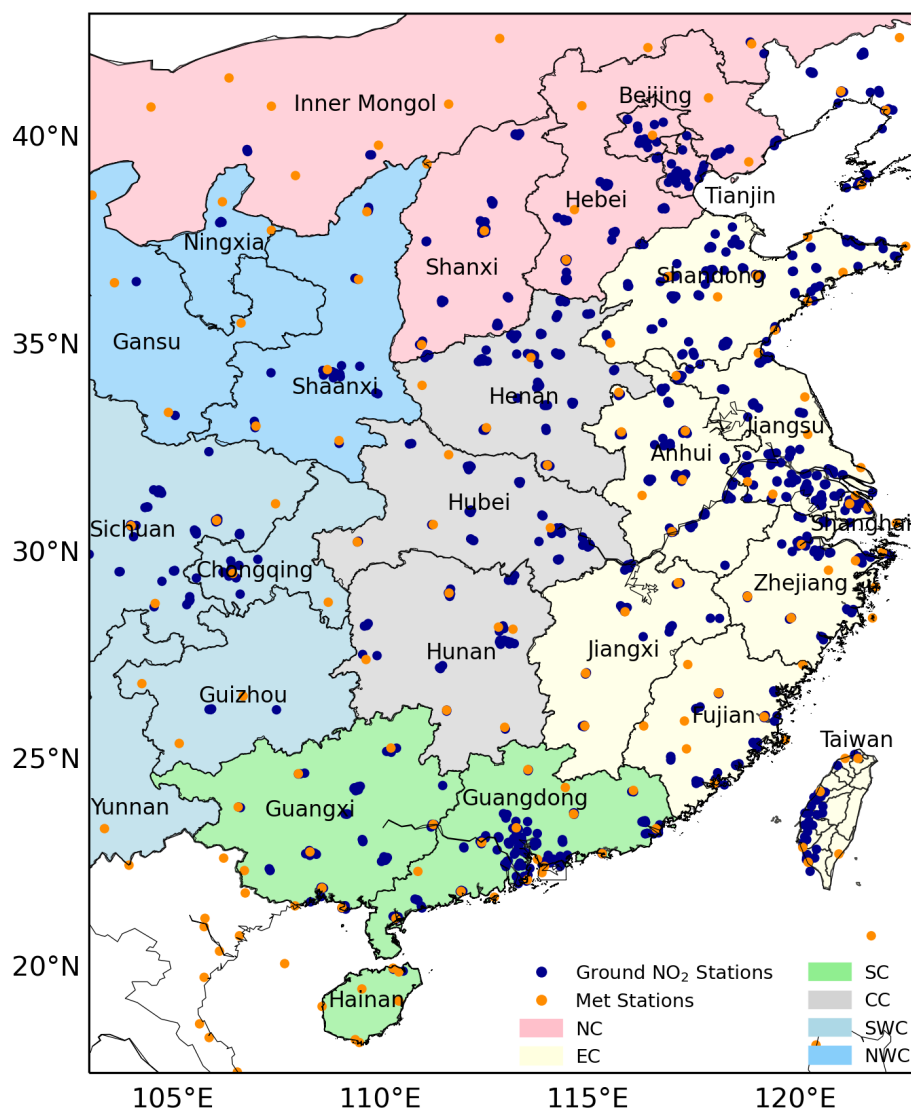 40°N
35°N
30°N
25°N
20°N
105°E
110°E
115°E
120°E
Inner Mongol
Beijing
Tianjin
Hebei
Ningxia
Shanxi
Shandong
Gansu
Shaanxi
Henan
Jiangsu
Anhui
Hubei
Sichuan
Shanghai
Chongqing
Zhejiang
Hunan
Jiangxi
Guizhou
Fujian
Taiwan
Yunnan
Guangxi
Guangdong
Hainan
Ground NO₂ Stations
Met Stations
NC
EC
SC
CC
SWC
NWC